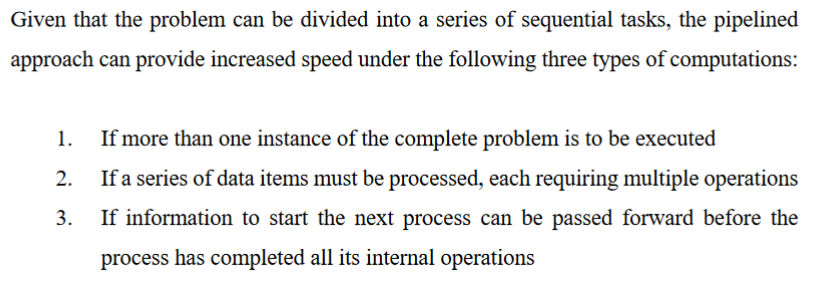 Given that the problem can be divided into a series of sequential tasks, the pipelined
approach can provide increased speed under the following three types of computations:
1. If more than one instance of the complete problem is to be executed
2. If a series of data items must be processed, each requiring multiple operations
3. If information to start the next process can be passed forward before the
process has completed all its internal operations